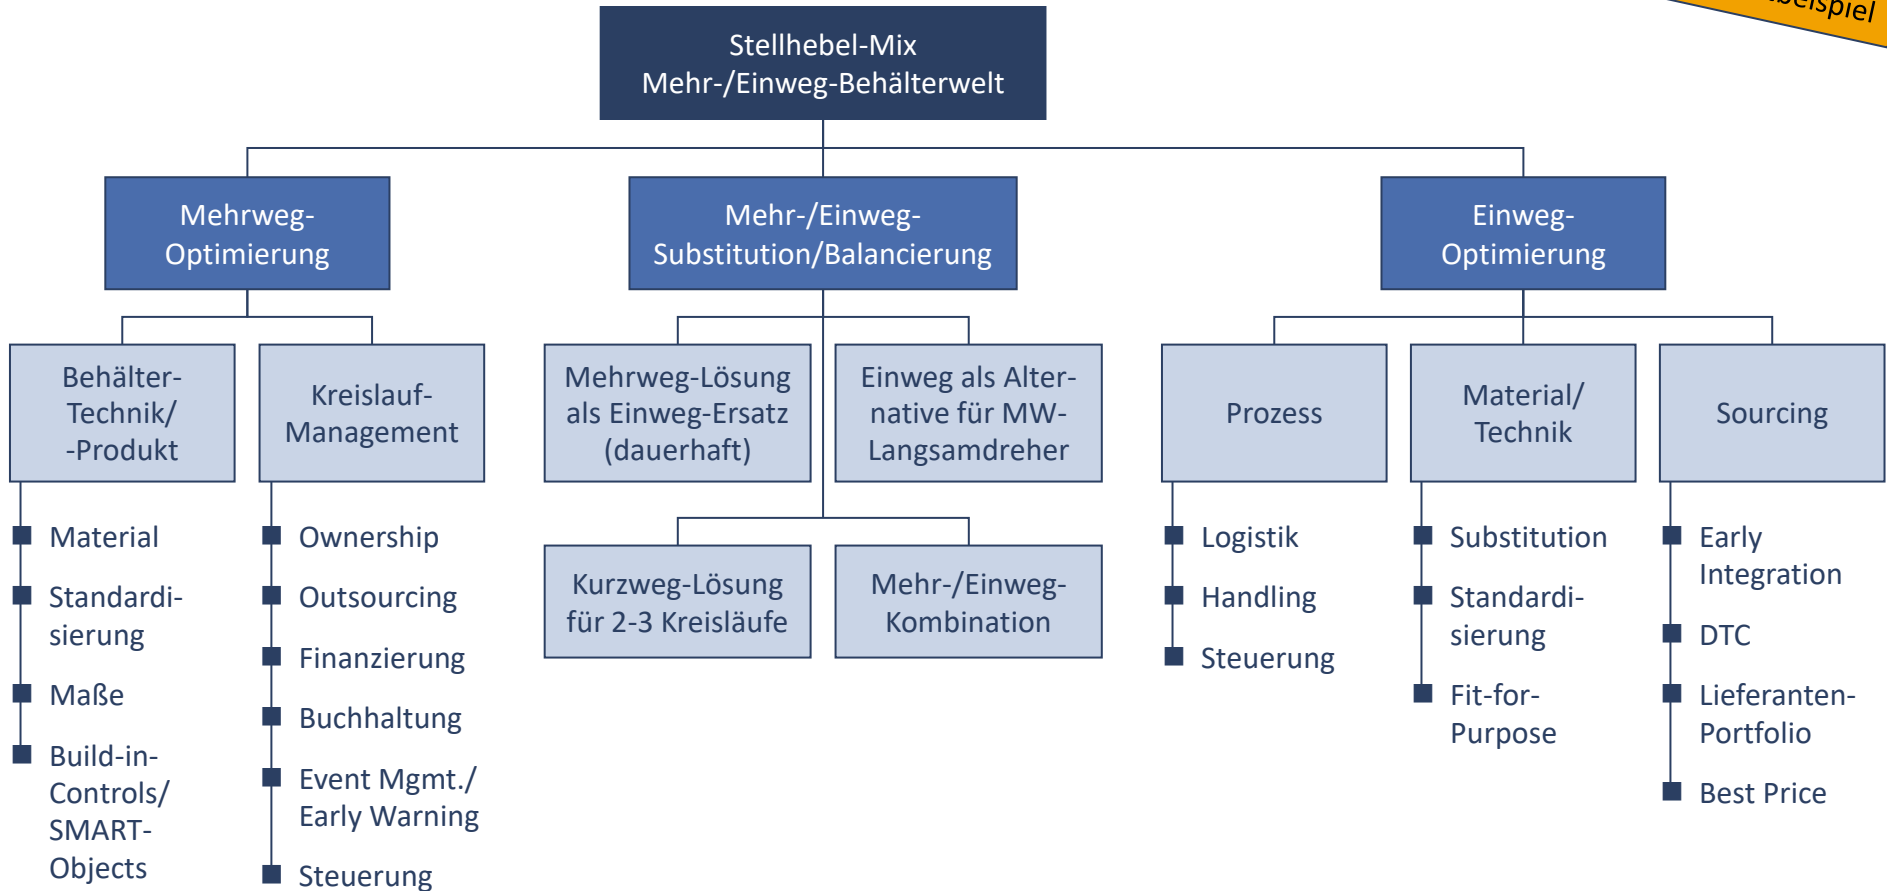 beispiel
Stellhebel-Mix
Mehr-/Einweg-Behälterwelt
Mehrweg-
Optimierung
Mehr-/Einweg-
Substitution/Balancierung
Einweg-
Optimierung
Behälter-
Technik/
-Produkt
Kreislauf-
Management
Mehrweg-Lösung
als Einweg-Ersatz
(dauerhaft)
Einweg als Alter-
native für MW-
Langsamdreher
Prozess
Material/
Technik
Sourcing
Material
Standardi-
sierung
Maße
Build-in-
Controls/
SMART-
Objects
Ownership
Outsourcing
Finanzierung
Buchhaltung
Event Mgmt./
Early Warning
Steuerung
Kurzweg-Lösung
für 2-3 Kreisläufe
Mehr-/Einweg-
Kombination
Logistik
Handling
Steuerung
Substitution
Standardi-
sierung
Fit-for-
Purpose
Early
Integration
DTC
Lieferanten-
Portfolio
Best Price